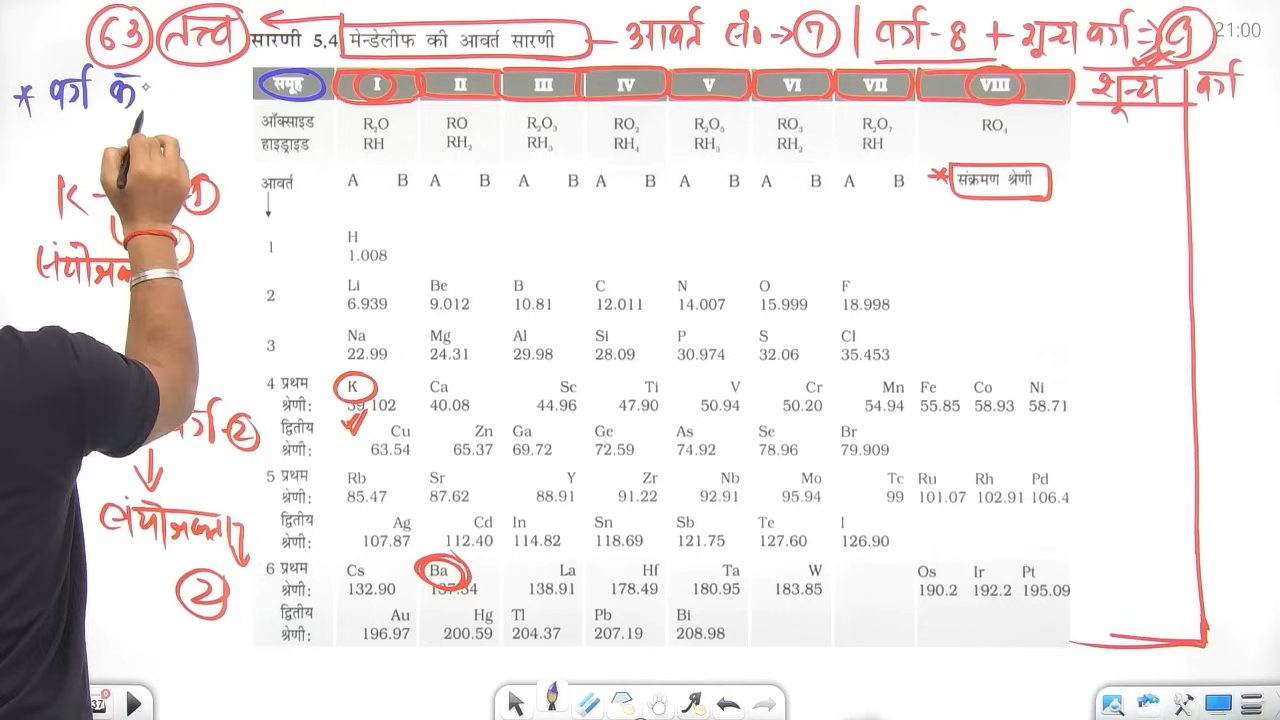 63 तत्त्व सारणी 5.4 मेन्डेलीफ की आवर्त सारणी – आवर्त सं० → 7 | वर्ग - 8 + शून्य वर्ग ⇒ 9 21:00
* वर्ग के
समूह I II III IV V VI VII VIII शून्य वर्ग
ऑक्साइड R₂O RO R₂O₃ RO₂ R₂O₅ RO₃ R₂O₇ RO₄
हाइड्राइड RH RH₂ RH₃ RH₄ RH₃ RH₂ RH
आवर्त A B A B A B A B A B A B A B * संक्रमण श्रेणी
↓
K –
संयोजक
1 H
1.008
2 Li Be B C N O F
6.939 9.012 10.81 12.011 14.007 15.999 18.998
3 Na Mg Al Si P S Cl
22.99 24.31 29.98 28.09 30.974 32.06 35.453
4 प्रथम K Ca Sc Ti V Cr Mn Fe Co Ni
श्रेणी: 39.102 40.08 44.96 47.90 50.94 50.20 54.94 55.85 58.93 58.71
द्वितीय Cu Zn Ga Ge As Se Br
श्रेणी: 63.54 65.37 69.72 72.59 74.92 78.96 79.909
5 प्रथम Rb Sr Y Zr Nb Mo Tc Ru Rh Pd
श्रेणी: 85.47 87.62 88.91 91.22 92.91 95.94 99 101.07 102.91 106.4
द्वितीय Ag Cd In Sn Sb Te I
श्रेणी: 107.87 112.40 114.82 118.69 121.75 127.60 126.90
6 प्रथम Cs Ba La Hf Ta W Os Ir Pt
श्रेणी: 132.90 137.34 138.91 178.49 180.95 183.85 190.2 192.2 195.09
द्वितीय Au Hg Tl Pb Bi
श्रेणी: 196.97 200.59 204.37 207.19 208.98
2
संयोजकता
2
37